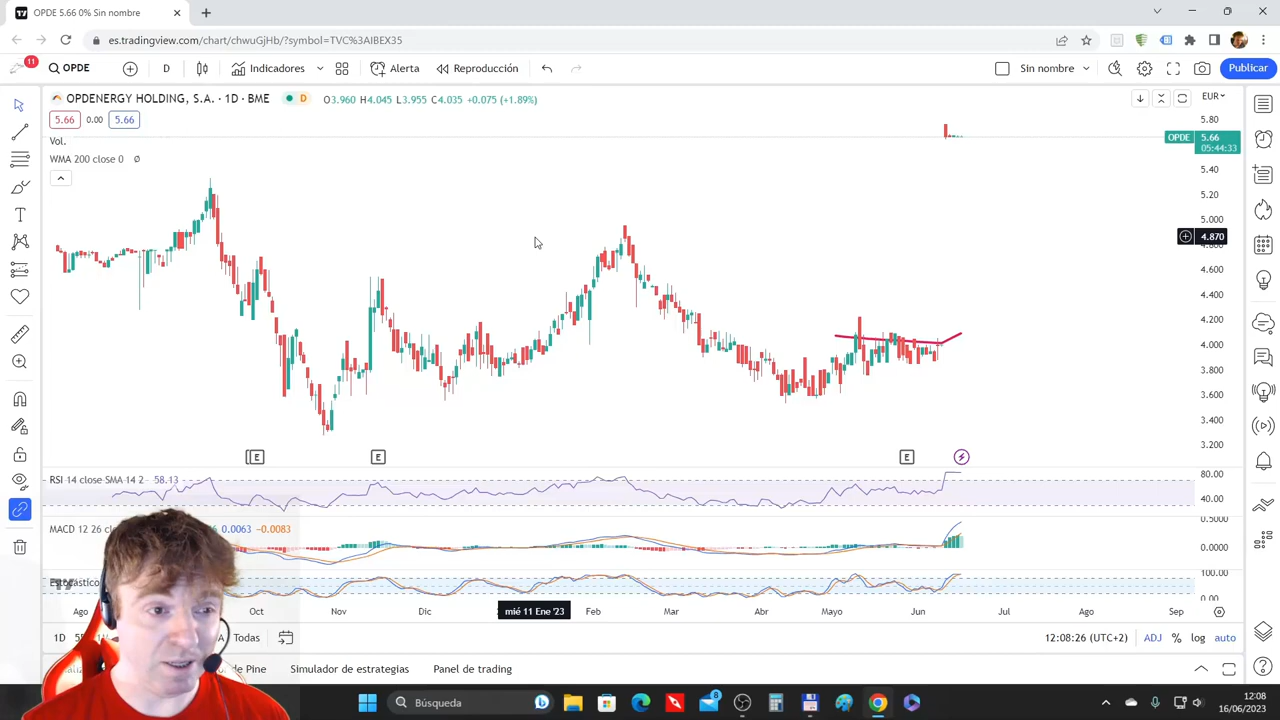 OPDE 5.66 0% Sin nombre
es.tradingview.com/chart/chwuGjHb/?symbol=TVC%3AIBEX35
11
OPDE
D
Indicadores
Alerta
Reproducción
Sin nombre
Publicar
OPDENERGY HOLDING, S.A. · 1D · BME
D
O3.960 H4.045 L3.955 C4.035 +0.075 (+1.89%)
EUR
5.66 0.00 5.66
Vol.
WMA 200 close 0 Ø
5.80
OPDE 5.66
05:44:33
5.40
5.20
5.000
4.870
4.600
4.400
4.200
4.000
3.800
3.600
3.400
3.200
E
E
E
RSI 14 close SMA 14 2 58.13
80.00
40.00
MACD 12 26 0.0063 −0.0083
0.5000
0.0000
100.00
0.00
Ago
Oct
Nov
Dic
mié 11 Ene '23
Feb
Mar
Abr
Mayo
Jun
Jul
Ago
Sep
1D
Todas
12:08:26 (UTC+2)
ADJ
%
log
auto
de Pine
Simulador de estrategias
Panel de trading
Búsqueda
8
12:08
16/06/2023